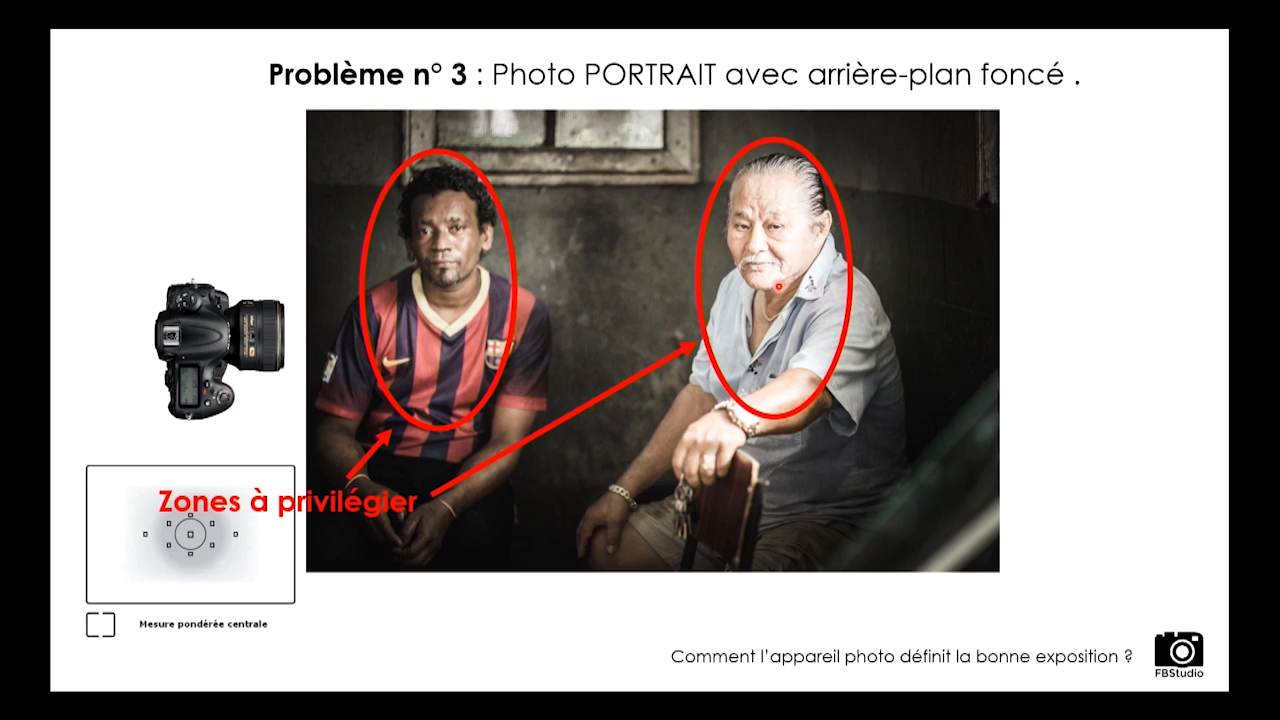 Problème n° 3 : Photo PORTRAIT avec arrière-plan foncé .
Zones à privilégier
Mesure pondérée centrale
Comment l'appareil photo définit la bonne exposition ?
FBStudio